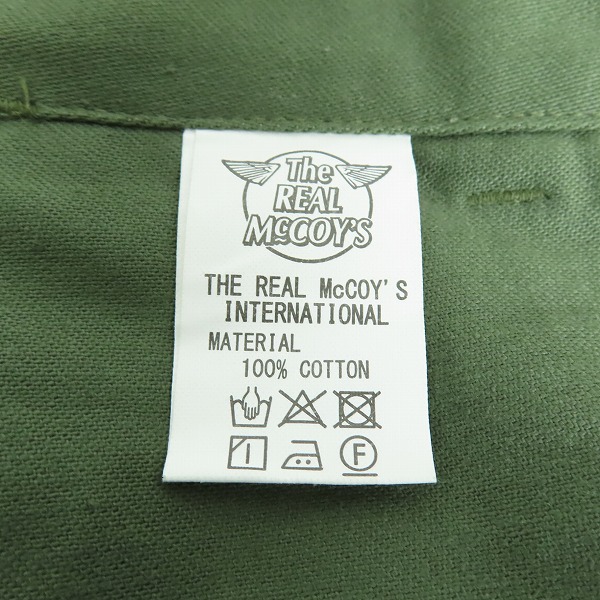 The
REAL
McCOY'S
THE REAL McCOY'S
INTERNATIONAL
MATERIAL
100% COTTON
F